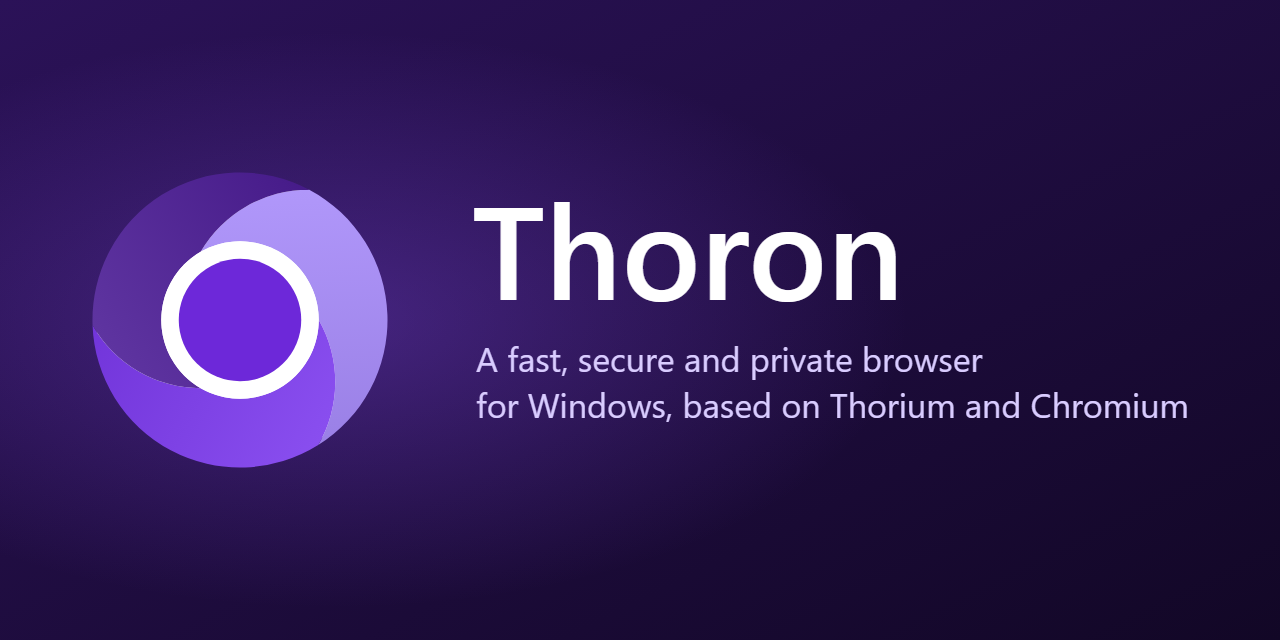 Thoron
A fast, secure and private browser
for Windows, based on Thorium and Chromium